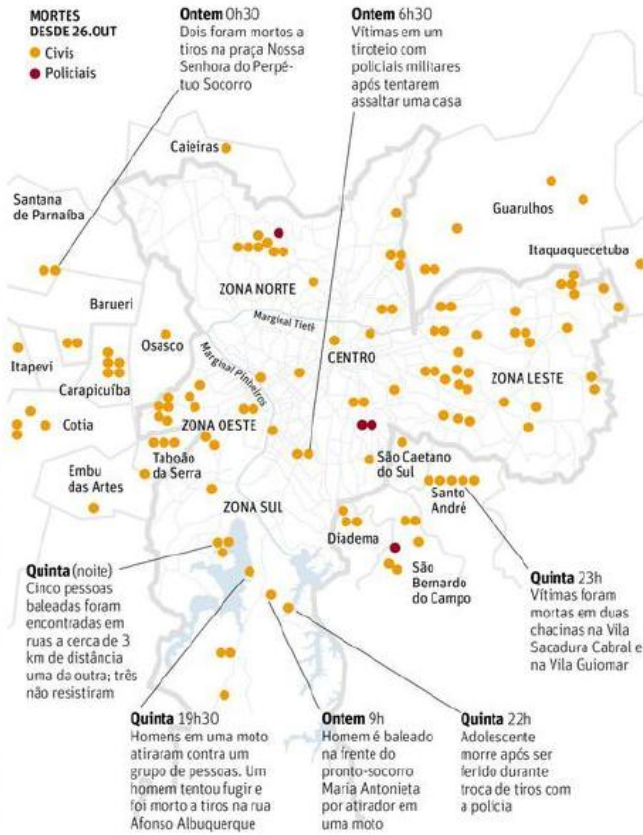 MORTES
DESDE 26.OUT
Civis
Policiais
Ontem 0h30
Dois foram mortos a
tiros na praça Nossa
Senhora do Perpé-
tuo Socorro
Ontem 6h30
Vítimas em um
tiroteio com
policiais militares
após tentarem
assaltar uma casa
Caieiras
Santana
de Parnaíba
Guarulhos
Itaquaquecetuba
ZONA NORTE
Barueri
Marginal Tietê
Osasco
CENTRO
Itapevi
Marginal Pinheiros
Carapicuíba
ZONA LESTE
Cotia
ZONA OESTE
Taboão
da Serra
São Caetano
do Sul
Embu
das Artes
Santo
André
ZONA SUL
Diadema
São
Bernardo
do Campo
Quinta (noite)
Cinco pessoas
baleadas foram
encontradas em
ruas a cerca de 3
km de distância
uma da outra; três
não resistiram
Quinta 23h
Vítimas foram
mortas em duas
chacinas na Vila
Sacadura Cabral e
na Vila Guiomar
Quinta 19h30
Homens em uma moto
atiraram contra um
grupo de pessoas. Um
homem tentou fugir e
foi morto a tiros na rua
Afonso Albuquerque
Ontem 9h
Homem é baleado
na frente do
pronto-socorro
Maria Antonieta
por atirador em
uma moto
Quinta 22h
Adolescente
morre após ser
ferido durante
troca de tiros com
a polícia